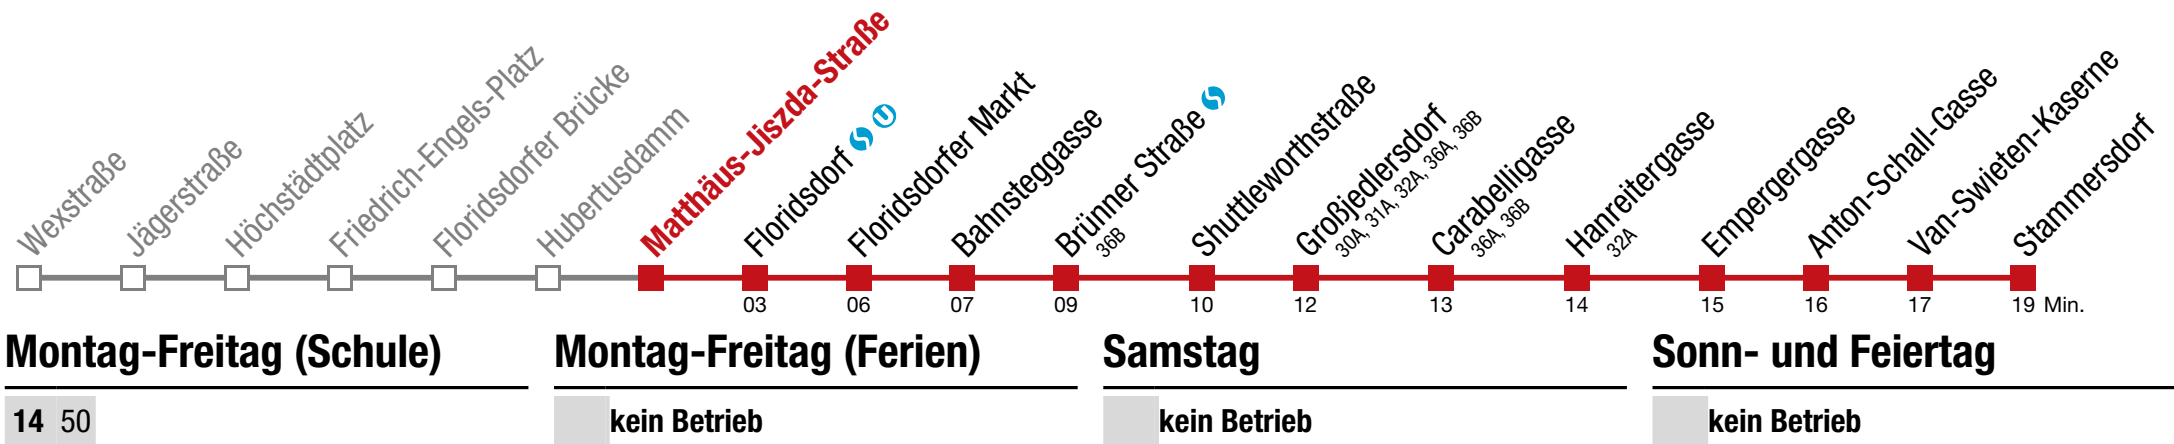 Wexstraße
Jägerstraße
Höchstädtplatz
Friedrich-Engels-Platz
Floridsdorfer Brücke
Hubertusdamm
Matthäus-Jiszda-Straße
Floridsdorf S U
Floridsdorfer Markt
Bahnsteggasse
Brünner Straße S
36B
Shuttleworthstraße
Großjedlersdorf
30A, 31A, 32A, 36A, 36B
Carabelligasse
36A, 36B
Hanreitergasse
32A
Empergergasse
Anton-Schall-Gasse
Van-Swieten-Kaserne
Stammersdorf
03 06 07 09 10 12 13 14 15 16 17 19 Min.
Montag-Freitag (Schule)
14 50
Montag-Freitag (Ferien)
kein Betrieb
Samstag
kein Betrieb
Sonn- und Feiertag
kein Betrieb